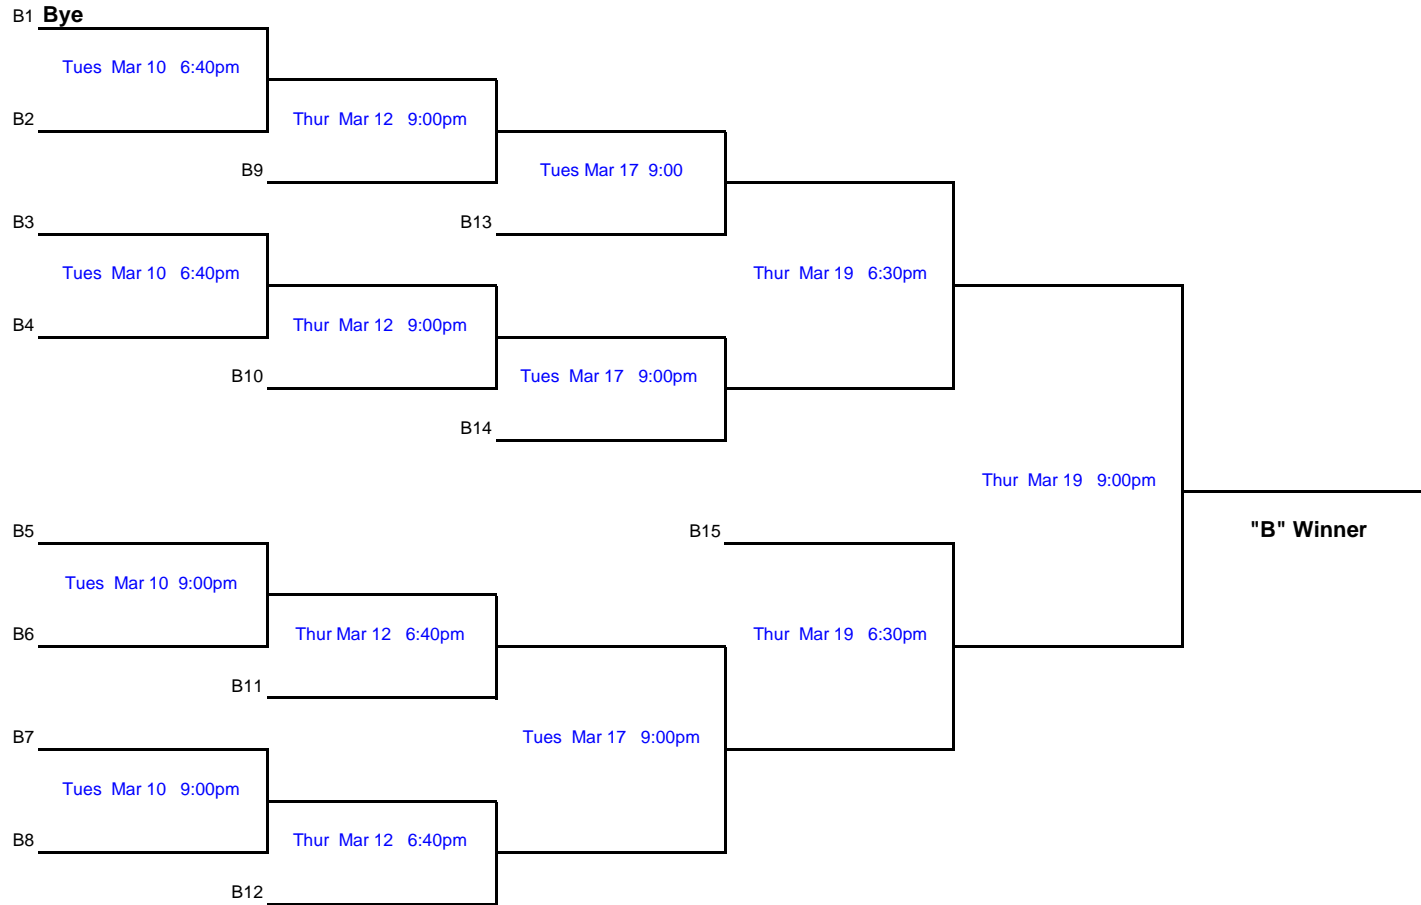 B1 Bye
Tues Mar 10 6:40pm
B2
Thur Mar 12 9:00pm
B9
Tues Mar 17 9:00
B3
B13
Tues Mar 10 6:40pm
Thur Mar 19 6:30pm
B4
Thur Mar 12 9:00pm
B10
Tues Mar 17 9:00pm
B14
Thur Mar 19 9:00pm
B5
B15
"B" Winner
Tues Mar 10 9:00pm
B6
Thur Mar 12 6:40pm
Thur Mar 19 6:30pm
B11
B7
Tues Mar 17 9:00pm
Tues Mar 10 9:00pm
B8
Thur Mar 12 6:40pm
B12